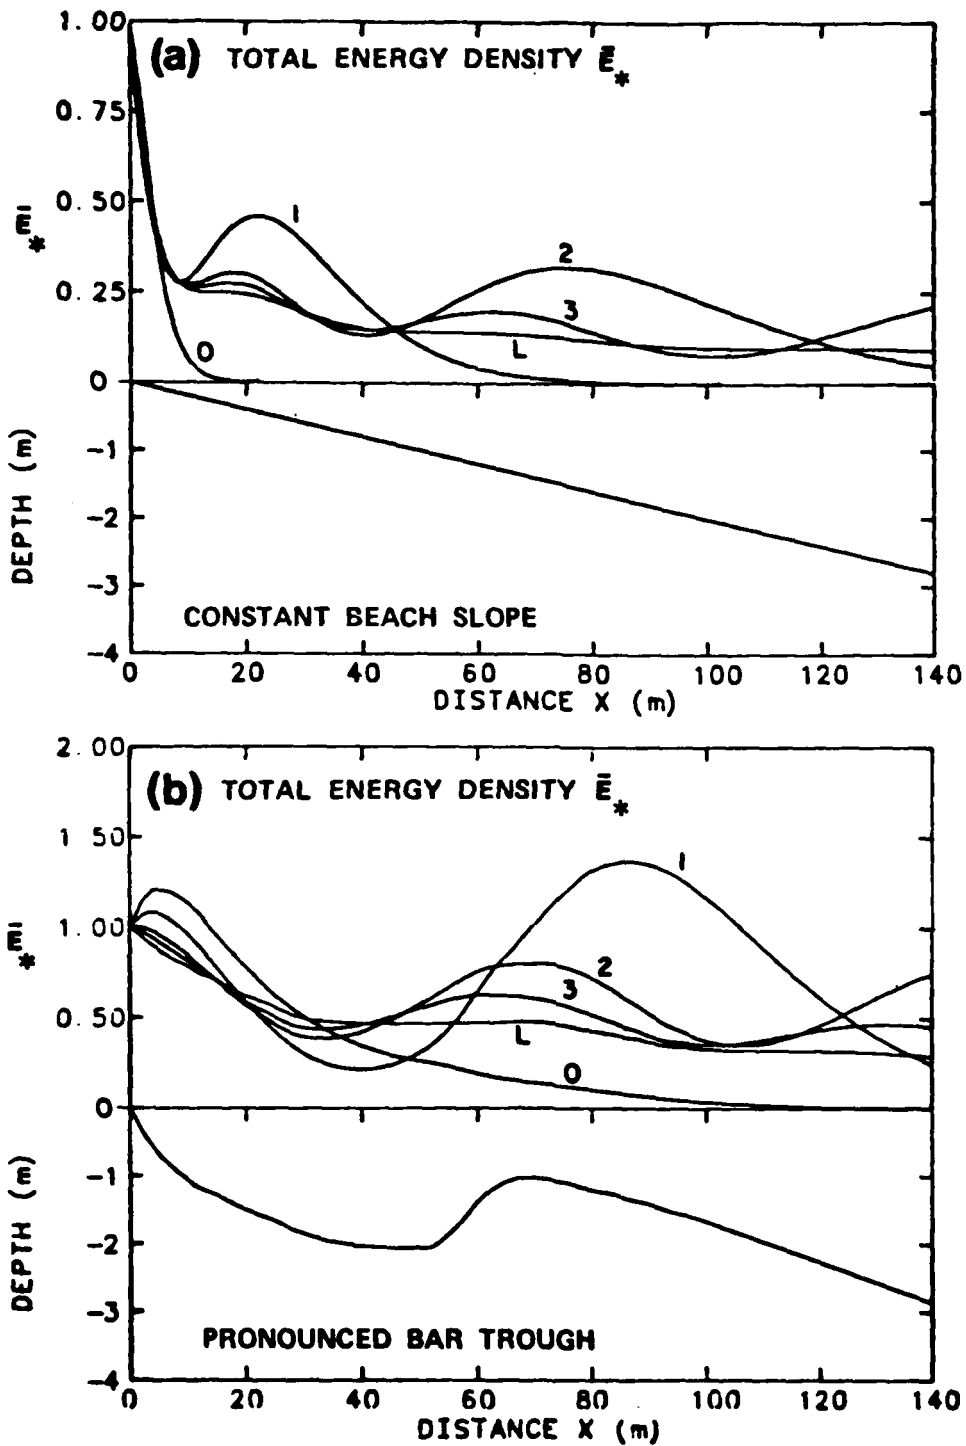 (a) TOTAL ENERGY DENSITY Ē*
1.00
0.75
0.50
0.25
0
Ē*
1
2
3
L
0
-1
-2
-3
-4
DEPTH (m)
CONSTANT BEACH SLOPE
0 20 40 60 80 100 120 140
DISTANCE X (m)
(b) TOTAL ENERGY DENSITY Ē*
2.00
1 50
1.00
0.50
0
Ē*
1
2
3
L
0
-1
-2
-3
-4
DEPTH (m)
PRONOUNCED BAR TROUGH
0 20 40 60 80 100 120 140
DISTANCE X (m)